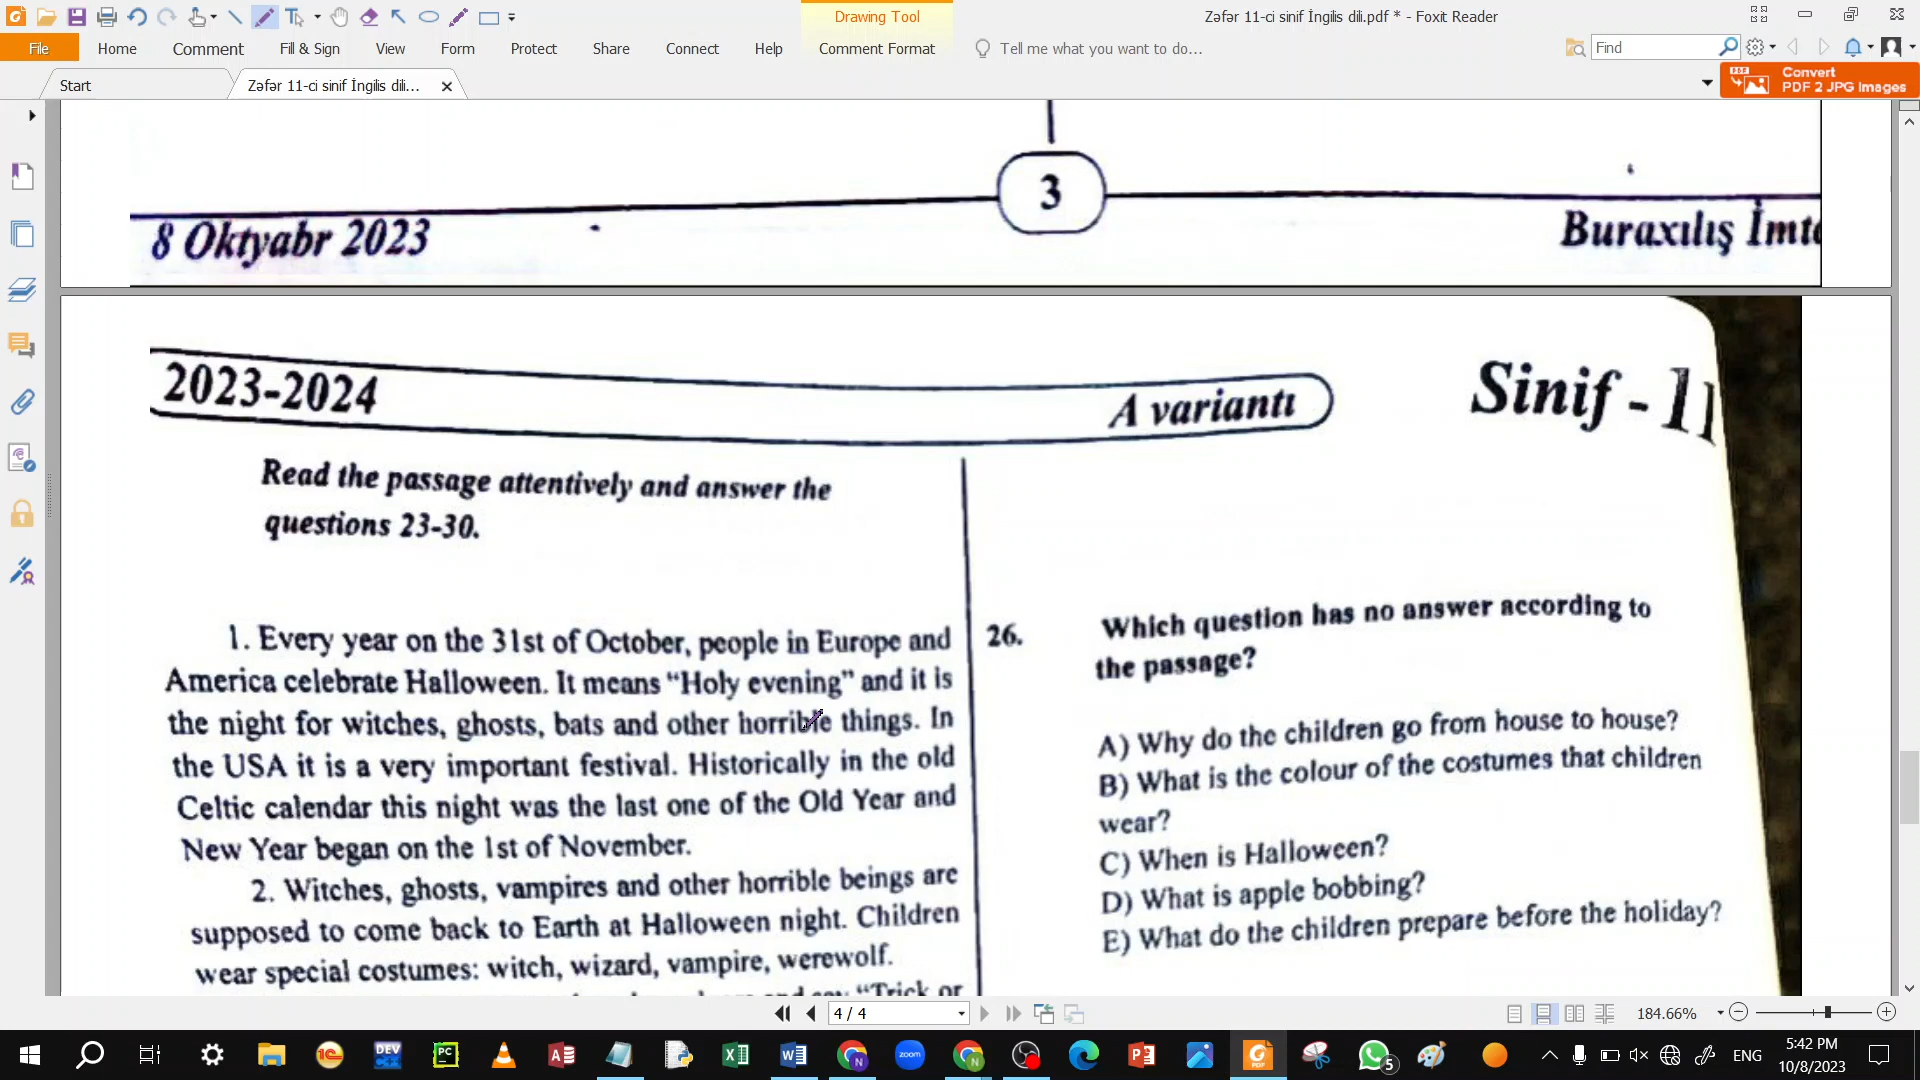 Drawing Tool
Zəfər 11-ci sinif İngilis dili.pdf * - Foxit Reader
File
Home
Comment
Fill & Sign
View
Form
Protect
Share
Connect
Help
Comment Format
Tell me what you want to do...
Find
Start
Zəfər 11-ci sinif İngilis dili...
Convert
PDF 2 JPG Images
3
8 Oktyabr 2023
Buraxılış
2023-2024
A variantı
Sinif - 11
Read the passage attentively and answer the
questions 23-30.
1. Every year on the 31st of October, people in Europe and
America celebrate Halloween. It means “Holy evening” and it is
the night for witches, ghosts, bats and other horrible things. In
the USA it is a very important festival. Historically in the old
Celtic calendar this night was the last one of the Old Year and
New Year began on the 1st of November.
2. Witches, ghosts, vampires and other horrible beings are
supposed to come back to Earth at Halloween night. Children
wear special costumes: witch, wizard, vampire, werewolf.
and say “Trick or
26.
Which question has no answer according to
the passage?
A) Why do the children go from house to house?
B) What is the colour of the costumes that children
wear?
C) When is Halloween?
D) What is apple bobbing?
E) What do the children prepare before the holiday?
4 / 4
184.66%
zoom
5
ENG
5:42 PM
10/8/2023